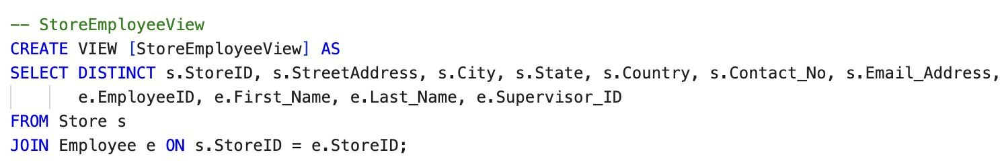 -- StoreEmployeeView
CREATE VIEW [StoreEmployeeView] AS
SELECT DISTINCT s.StoreID, s.StreetAddress, s.City, s.State, s.Country, s.Contact_No, s.Email_Address,
e.EmployeeID, e.First_Name, e.Last_Name, e.Supervisor_ID
FROM Store s
JOIN Employee e ON s.StoreID = e.StoreID;